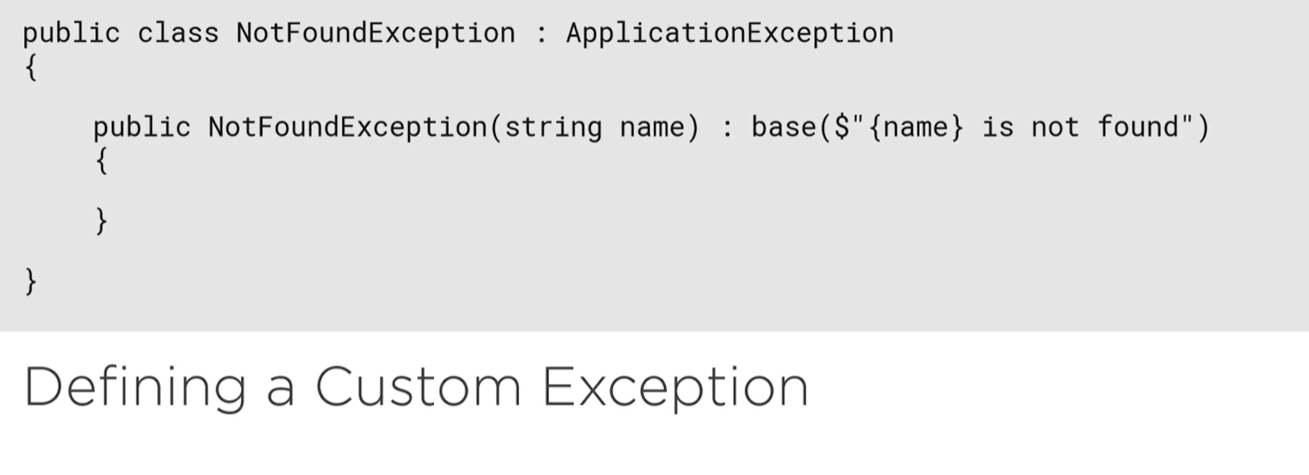 public class NotFoundException : ApplicationException
{
public NotFoundException(string name) : base($"{name} is not found")
{
}
}
Defining a Custom Exception